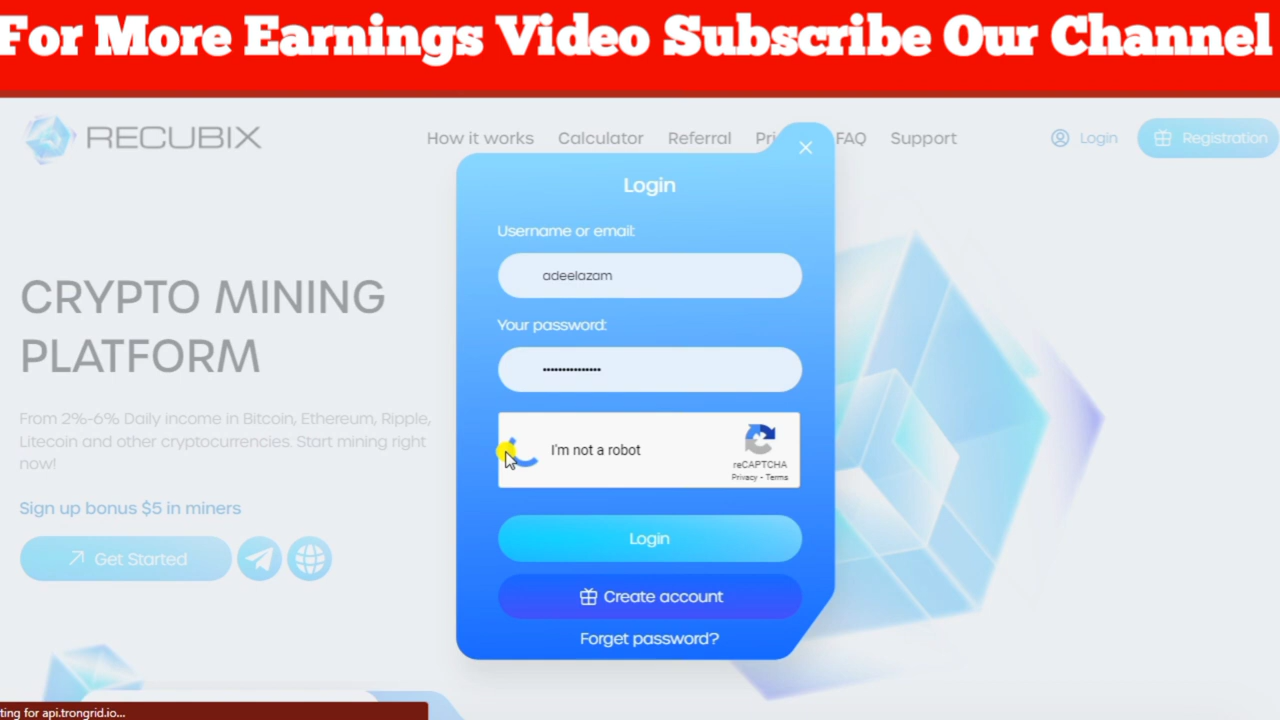 For More Earnings Video Subscribe Our Channel
RECUBIX
How it works Calculator Referral FAQ Support Login Registration
Login
Username or email:
adeelazam
Your password:
•••••••••••••••
I'm not a robot
reCAPTCHA
Privacy - Terms
Login
Create account
Forget password?
CRYPTO MINING
PLATFORM
From 2%-6% Daily income in Bitcoin, Ethereum, Ripple,
Litecoin and other cryptocurrencies. Start mining right
now!
Sign up bonus $5 in miners
Get Started
ting for api.trongrid.io...